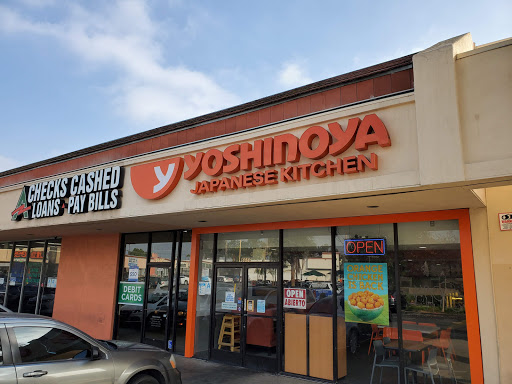 CHECKS CASHED
LOANS PAY BILLS
YOSHINOYA
JAPANESE KITCHEN
OPEN
OPEN
ABIERTO
DEBIT
CARDS